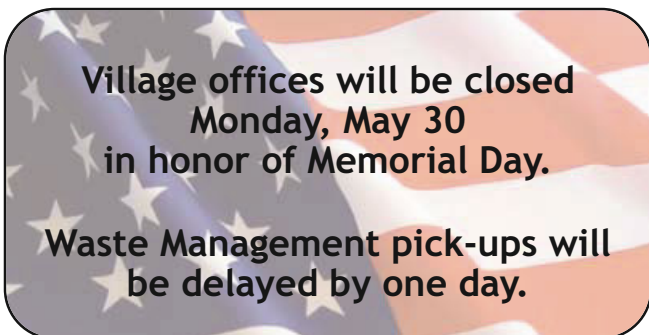 Village offices will be closed
Monday, May 30
in honor of Memorial Day.
Waste Management pick-ups will
be delayed by one day.